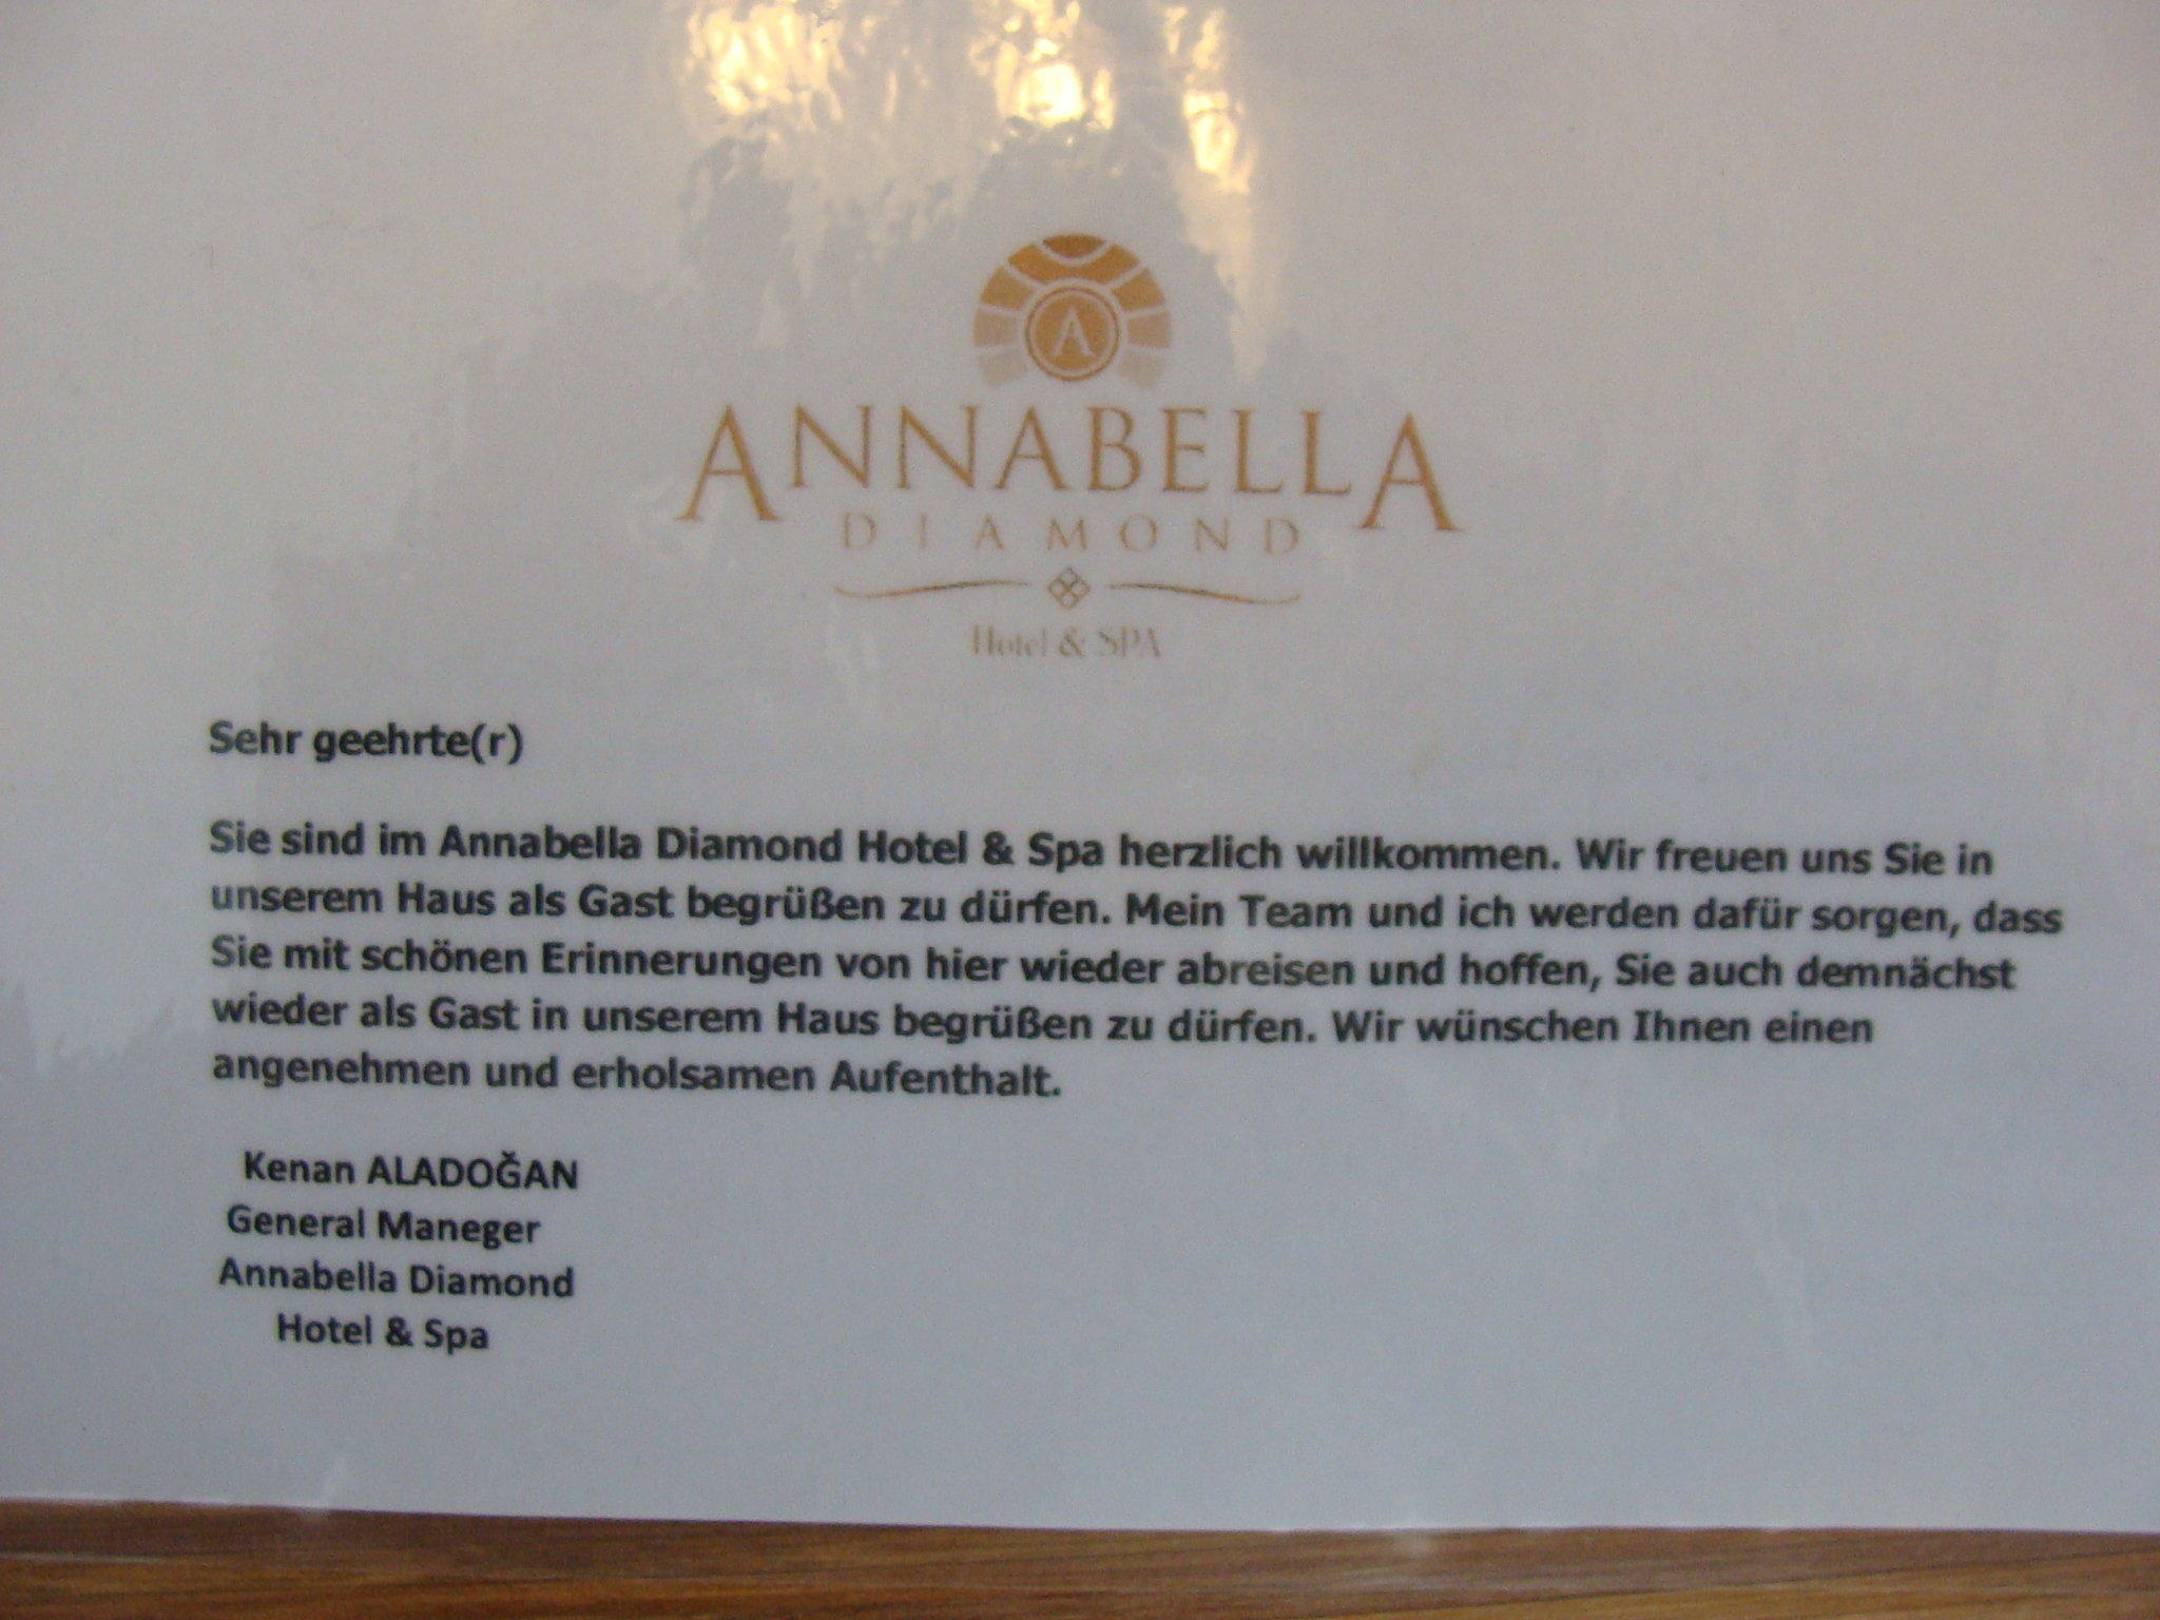 A
ANNABELLA
DIAMOND
Hotel & SPA
Sehr geehrte(r)
Sie sind im Annabella Diamond Hotel & Spa herzlich willkommen. Wir freuen uns Sie in
unserem Haus als Gast begrüßen zu dürfen. Mein Team und ich werden dafür sorgen, dass
Sie mit schönen Erinnerungen von hier wieder abreisen und hoffen, Sie auch demnächst
wieder als Gast in unserem Haus begrüßen zu dürfen. Wir wünschen Ihnen einen
angenehmen und erholsamen Aufenthalt.
Kenan ALADOĞAN
General Maneger
Annabella Diamond
Hotel & Spa